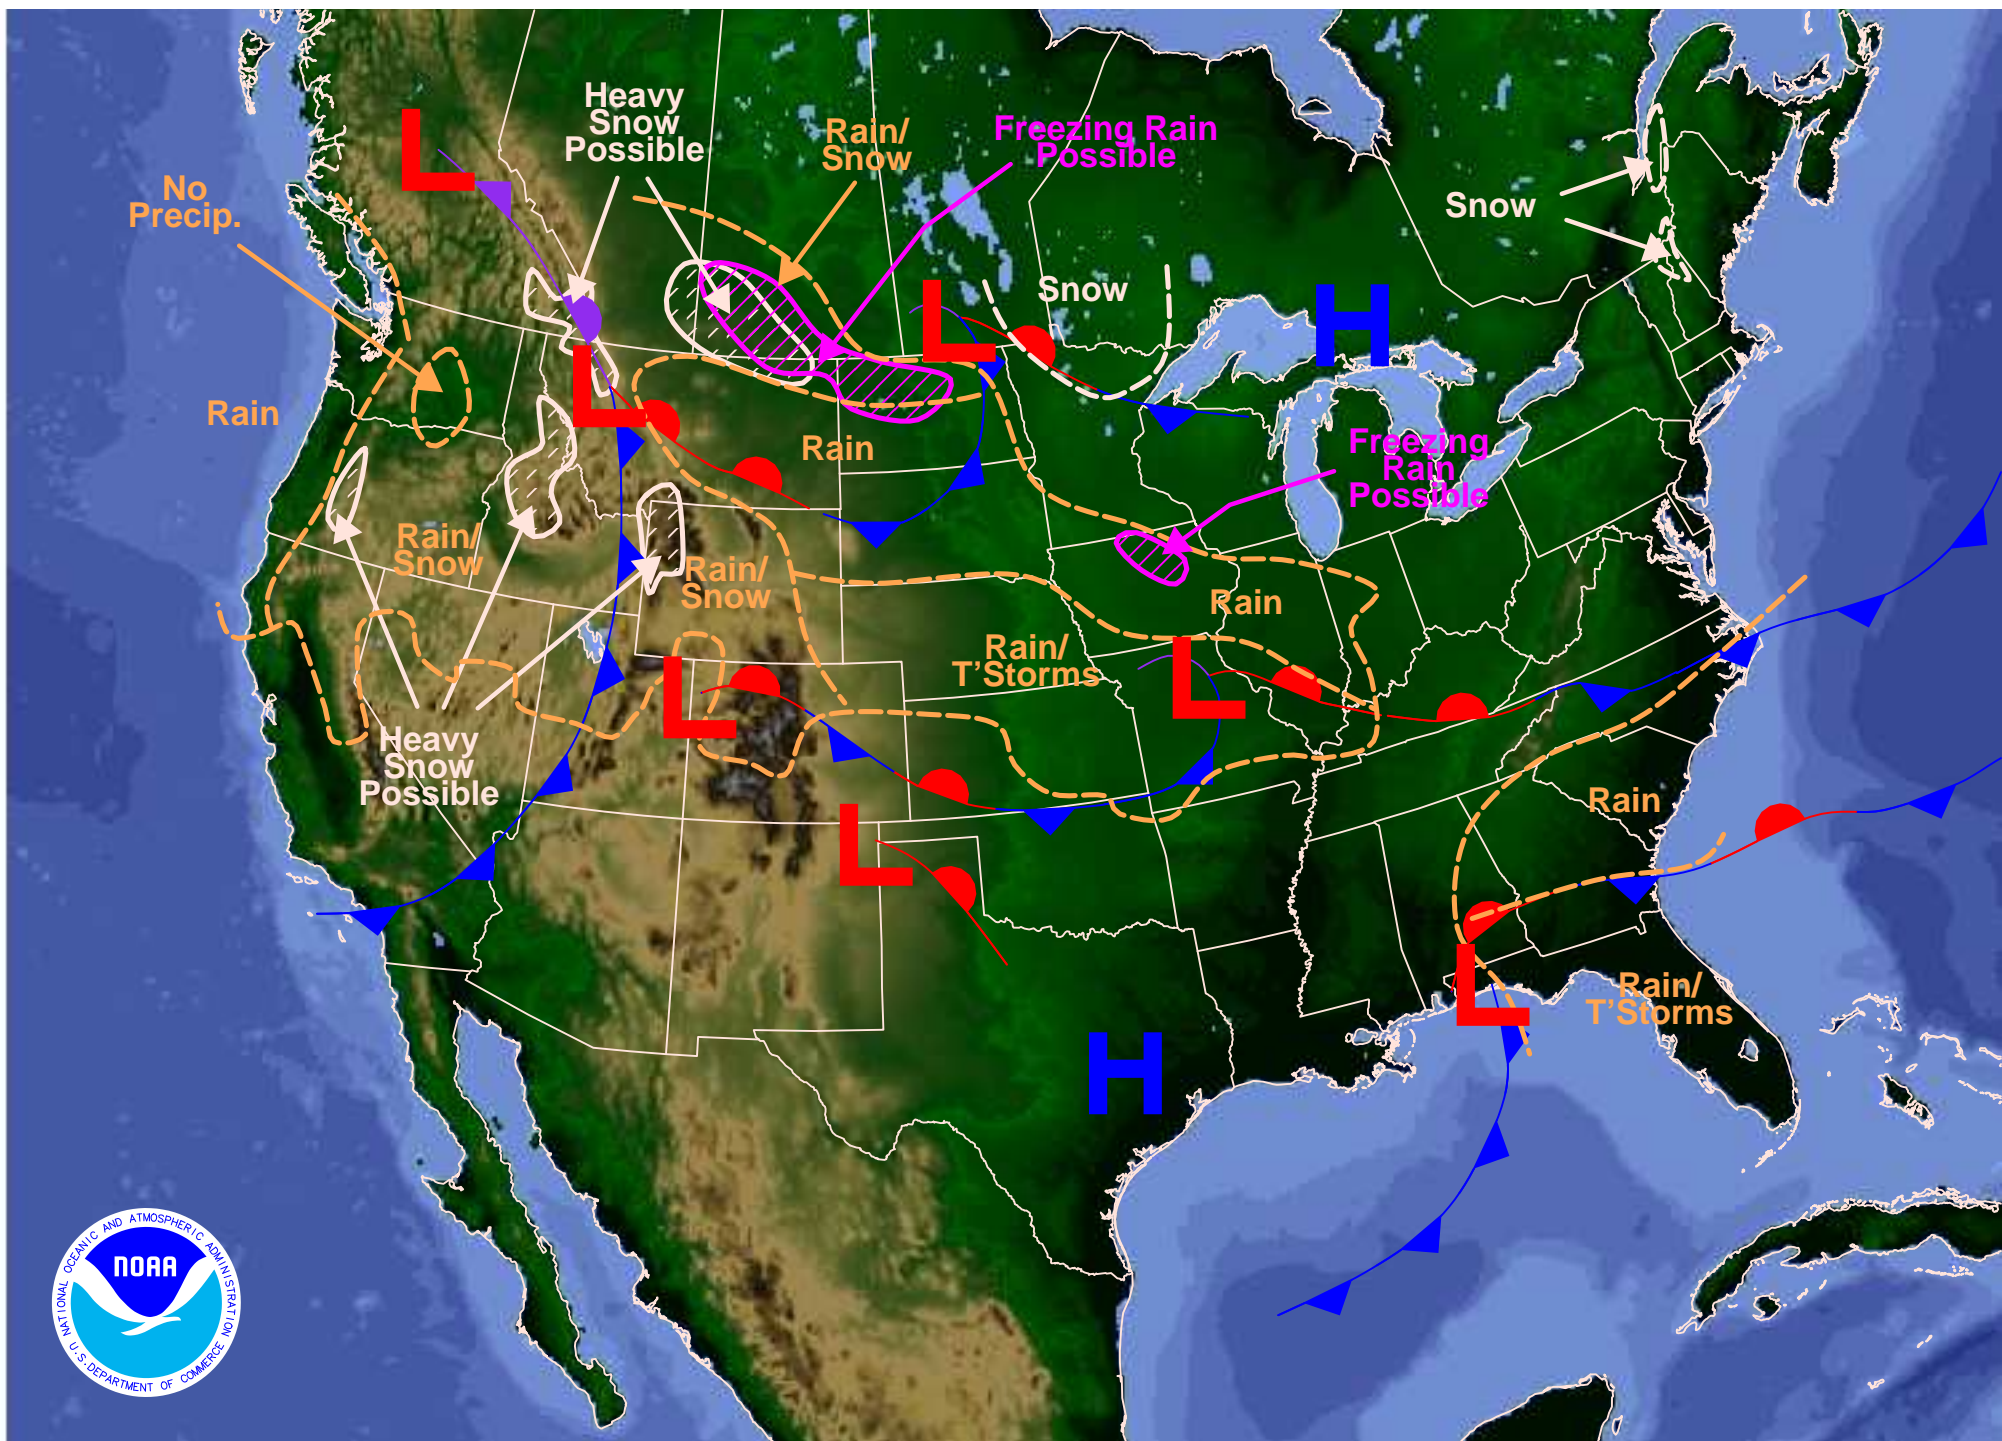 L
Heavy
Snow
Possible
Rain/
Snow
Freezing Rain
Possible
No
Precip.
Snow
Snow
L
H
L
Rain
Rain
Freezing
Rain
Possible
Rain/
Snow
Rain/
Snow
Rain
Rain/
T'Storms
L
L
Heavy
Snow
Possible
Rain
L
L
Rain/
T'Storms
H
NATIONAL OCEANIC AND ATMOSPHERIC ADMINISTRATION
NOAA
U.S. DEPARTMENT OF COMMERCE